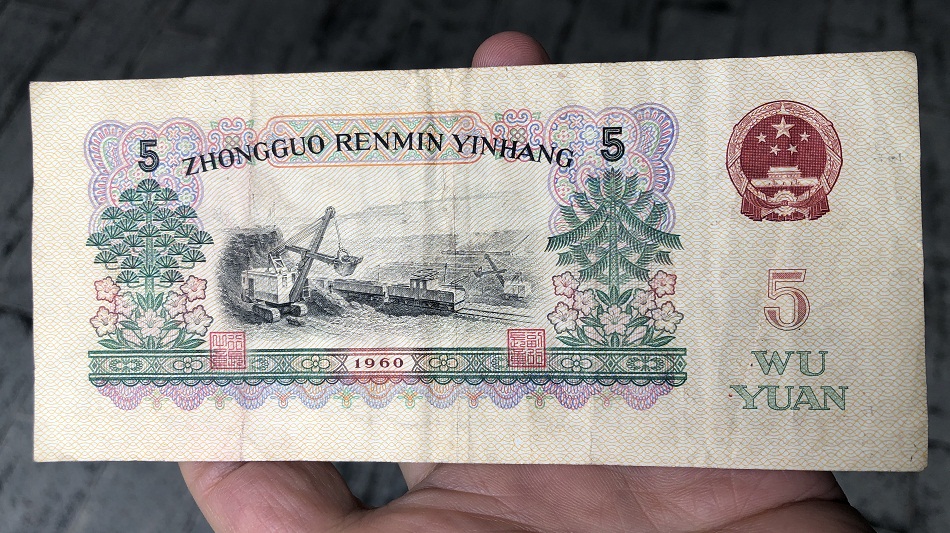 5 ZHONGGUO RENMIN YINHANG 5
5
WU
YUAN
1960